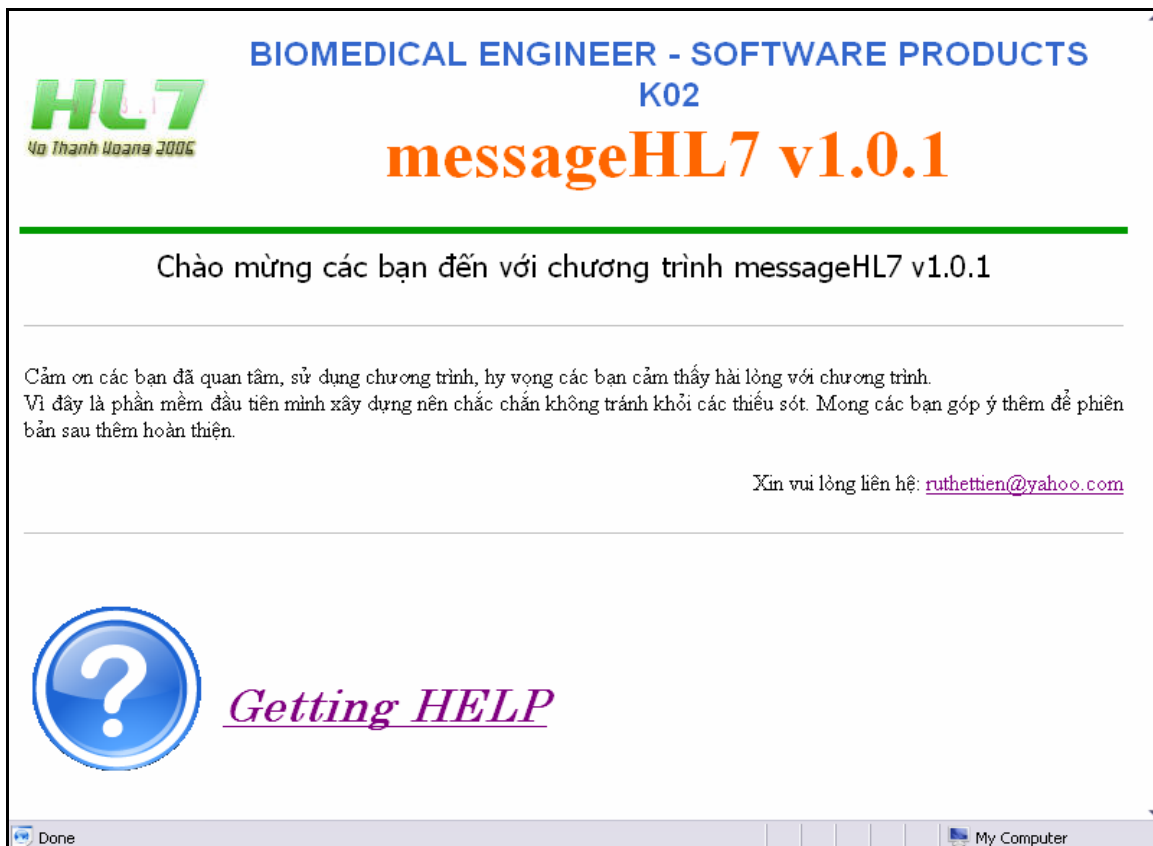 BIOMEDICAL ENGINEER - SOFTWARE PRODUCTS
K02
HL7
Vo Thanh Hoang 2006
messageHL7 v1.0.1
Chào mừng các bạn đến với chương trình messageHL7 v1.0.1
Cảm ơn các bạn đã quan tâm, sử dụng chương trình, hy vọng các bạn cảm thấy hài lòng với chương trình.
Vì đây là phần mềm đầu tiên mình xây dựng nên chắc chắn không tránh khỏi các thiếu sót. Mong các bạn góp ý thêm để phiên
bản sau thêm hoàn thiện.
Xin vui lòng liên hệ: ruthettien@yahoo.com
?
Getting HELP
Done
My Computer